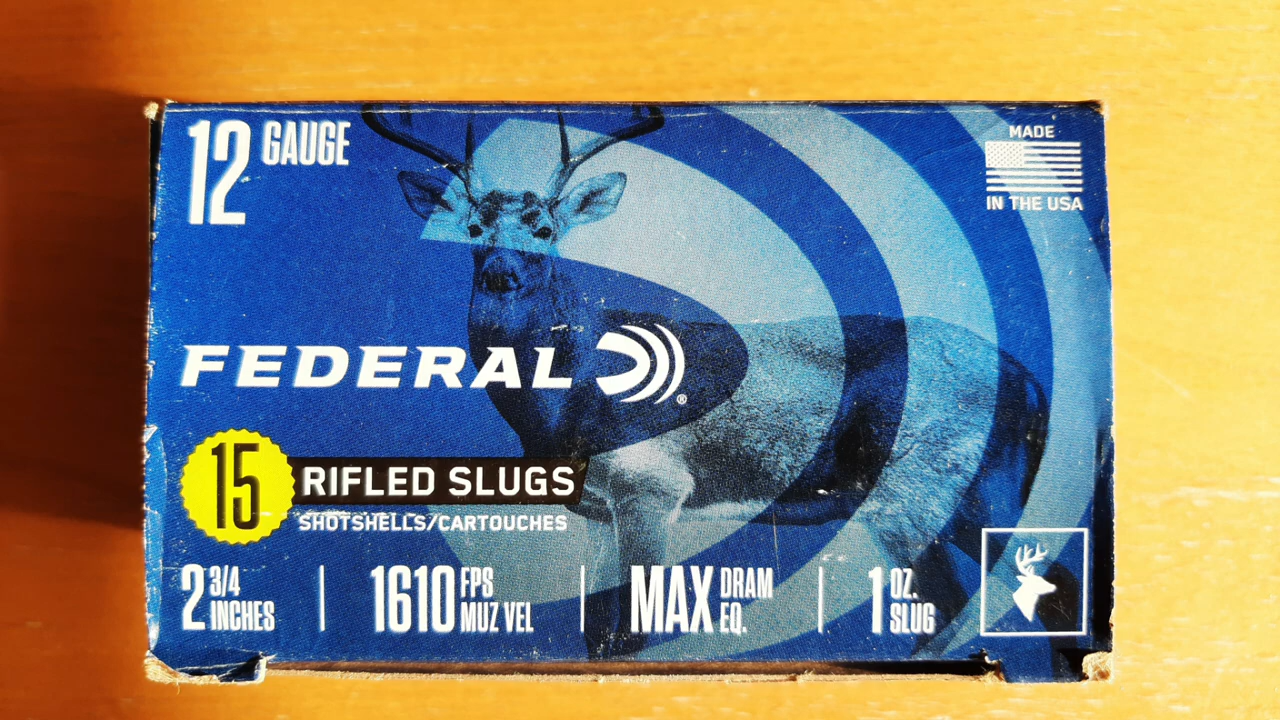 12 GAUGE
MADE
IN THE USA
FEDERAL®
15 RIFLED SLUGS
SHOTSHELLS/CARTOUCHES
2 3/4 INCHES
1610 FPS MUZ VEL
MAX DRAM EQ.
1 OZ. SLUG